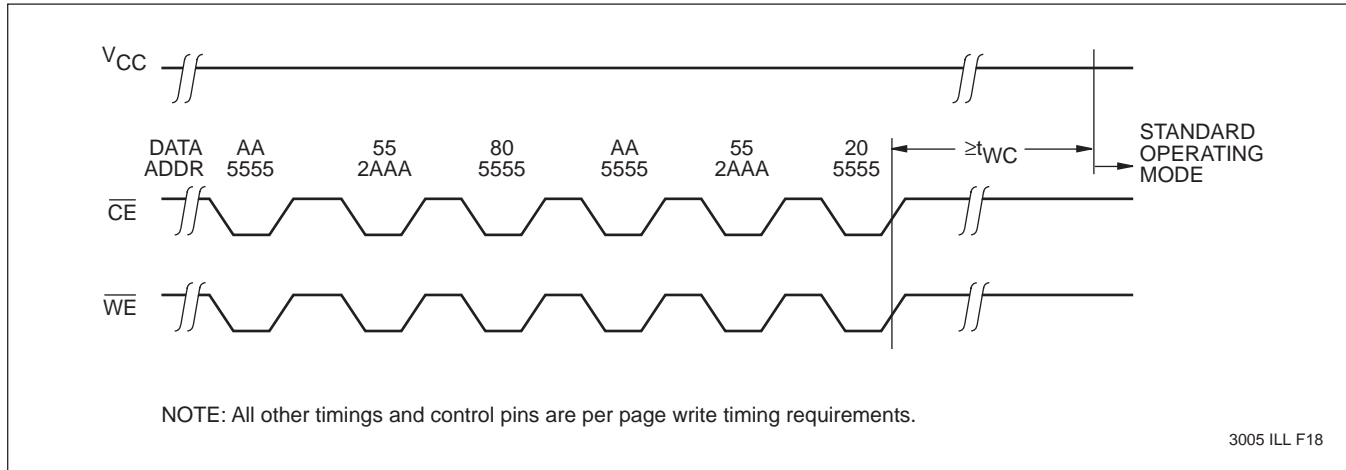 VCC
DATA AA 55 80 AA 55 20
ADDR 5555 2AAA 5555 5555 2AAA 5555
≥tWC
STANDARD
OPERATING
MODE
CE
WE
NOTE: All other timings and control pins are per page write timing requirements.
3005 ILL F18